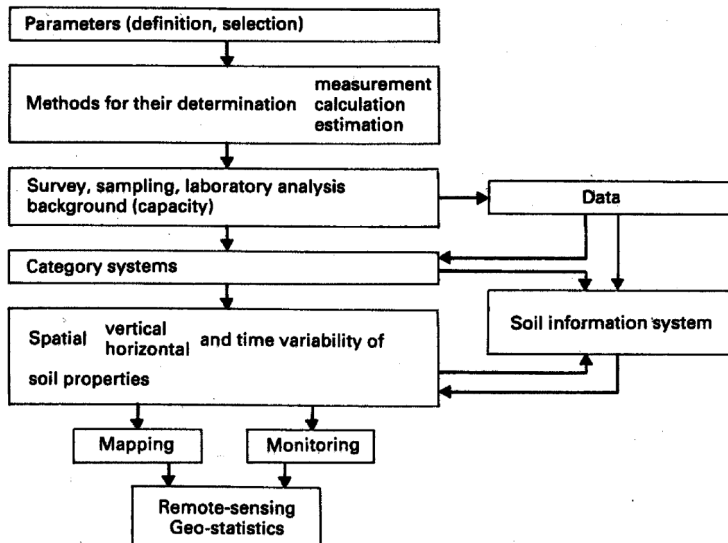 Parameters (definition, selection)
Methods for their determination measurement
calculation
estimation
Survey, sampling, laboratory analysis
background (capacity)
Data
Category systems
Soil information system
Spatial vertical
horizontal and time variability of
soil properties
Mapping
Monitoring
Remote-sensing
Geo-statistics